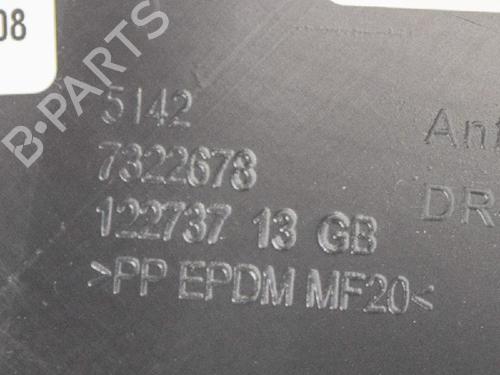 08
B-PARTS
5142
7322678
122737 13 GB
>PP EPDM MF20<
Ant
DR